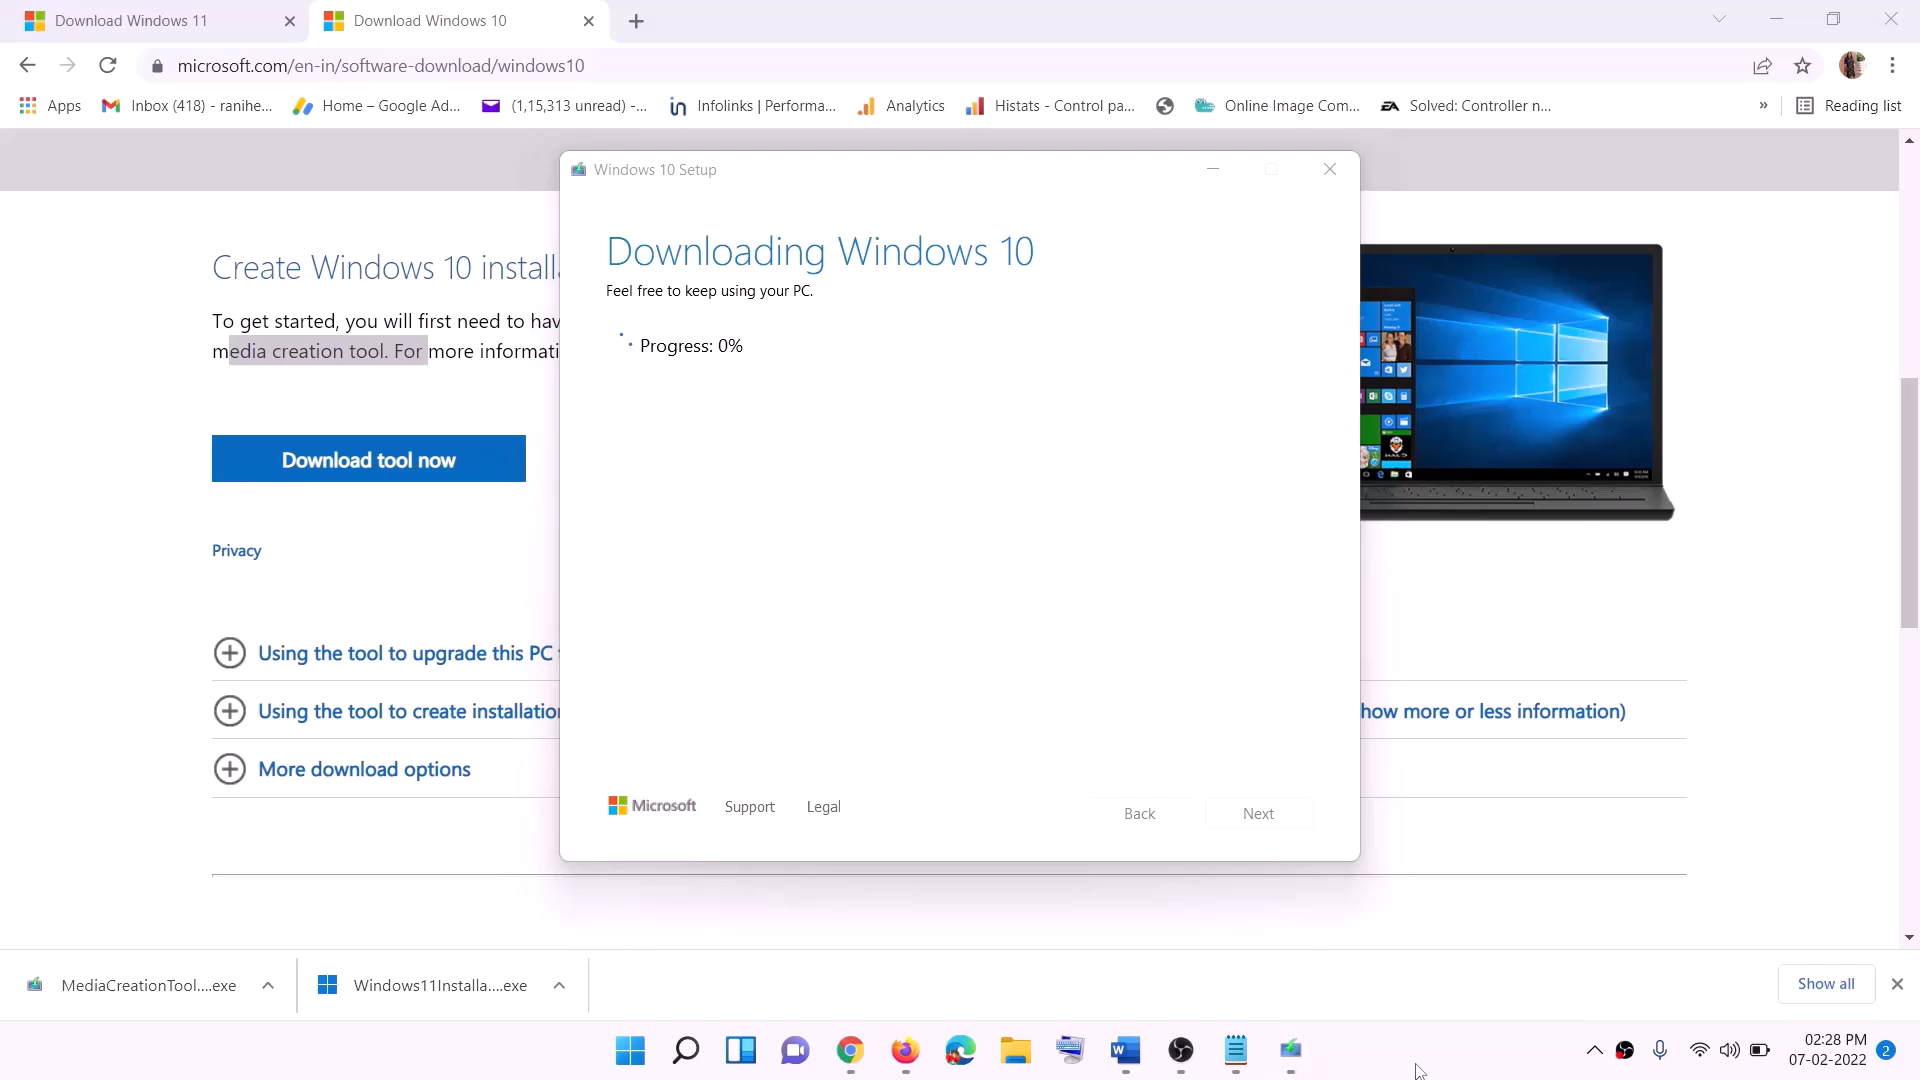 Download Windows 11
Download Windows 10
microsoft.com/en-in/software-download/windows10
Apps
Inbox (418) - ranihe...
Home – Google Ad...
(1,15,313 unread) -...
Infolinks | Performa...
Analytics
Histats - Control pa...
Online Image Com...
Solved: Controller n...
»
Reading list
Windows 10 Setup
Downloading Windows 10
Feel free to keep using your PC.
Progress: 0%
Create Windows 10 install
To get started, you will first need to hav
media creation tool. For more informati
Download tool now
Privacy
Using the tool to upgrade this PC
Using the tool to create installation
how more or less information)
More download options
Microsoft
Support
Legal
Back
Next
MediaCreationTool....exe
Windows11Installa....exe
Show all
02:28 PM
07-02-2022
2